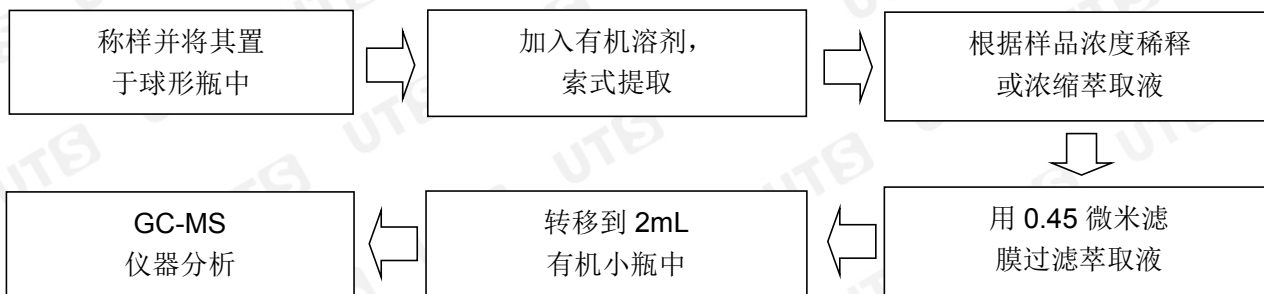 称样并将其置
于球形瓶中
加入有机溶剂，
索式提取
根据样品浓度稀释
或浓缩萃取液
用 0.45 微米滤
膜过滤萃取液
转移到 2mL
有机小瓶中
GC-MS
仪器分析